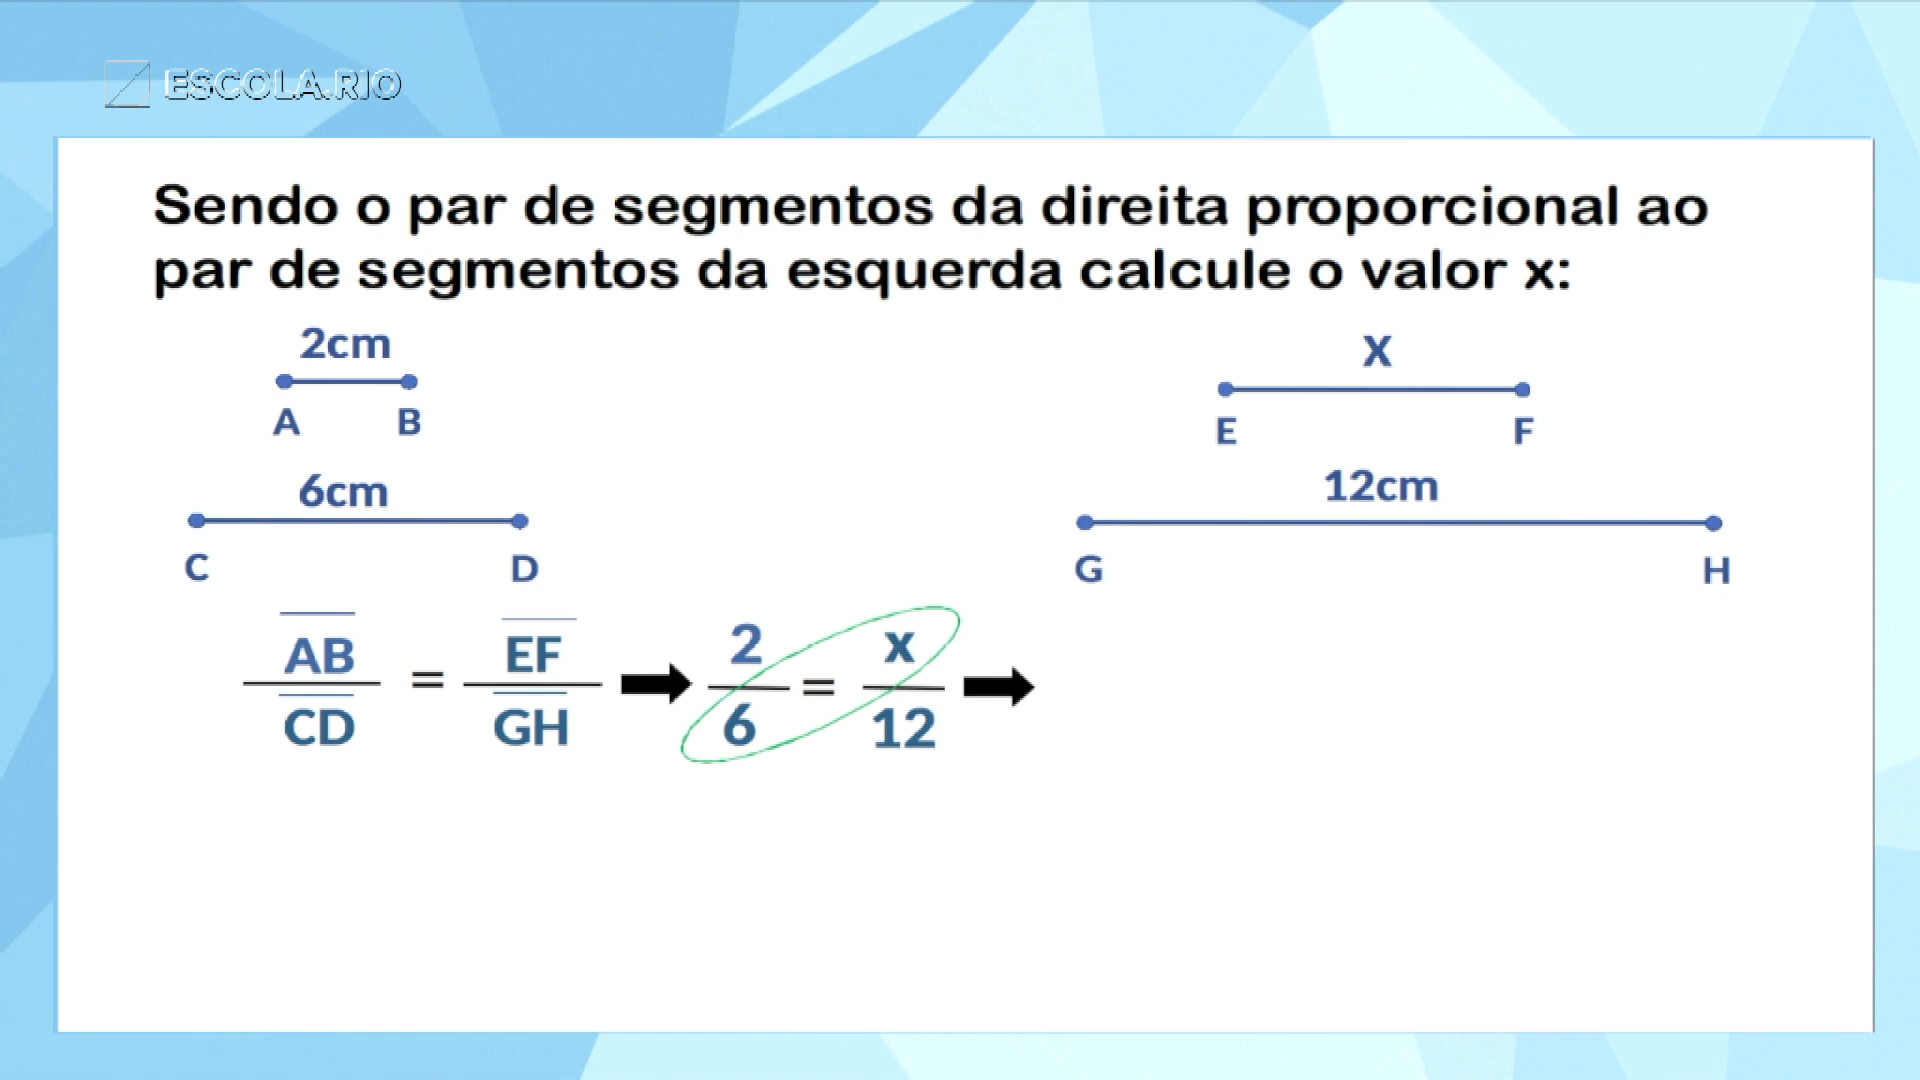 ESCOLA.RIO
Sendo o par de segmentos da direita proporcional ao
par de segmentos da esquerda calcule o valor x:
2cm
A B
6cm
C D
X
E F
12cm
G H
AB = EF 2 = x
CD GH 6 12